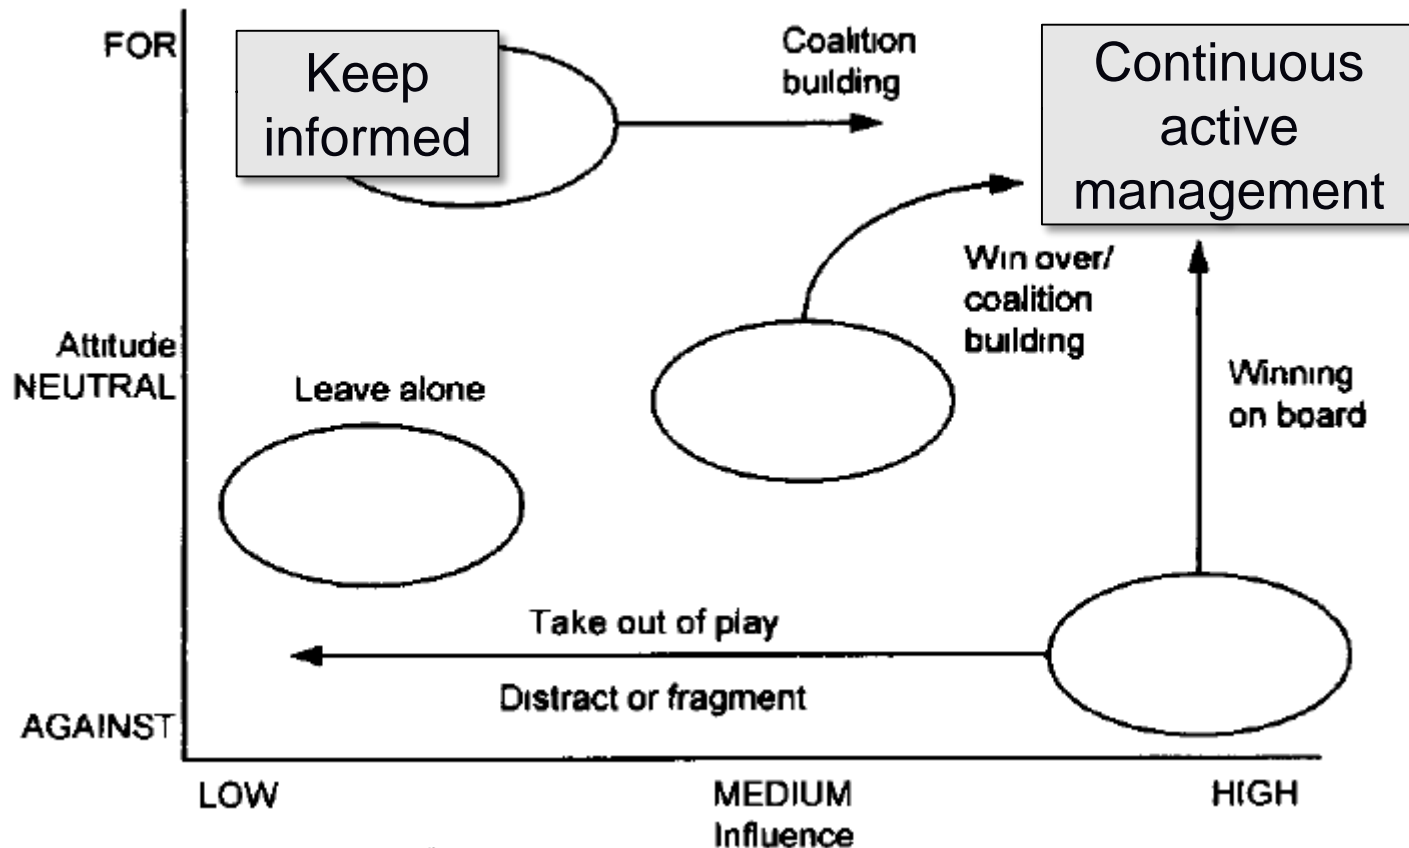 FOR
Keep
informed
Coalition
building
Continuous
active
management
Win over/
coalition
building
Attitude
NEUTRAL
Leave alone
Winning
on board
Take out of play
Distract or fragment
AGAINST
LOW
MEDIUM
Influence
HIGH